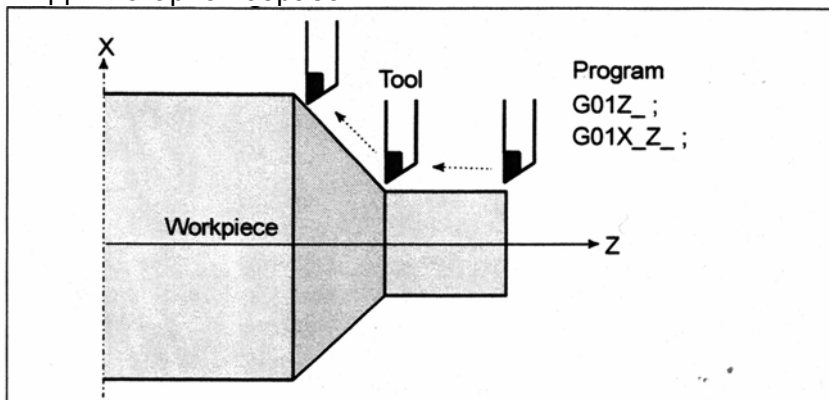 X
Tool
Program
G01Z_ ;
G01X_Z_ ;
Workpiece
Z